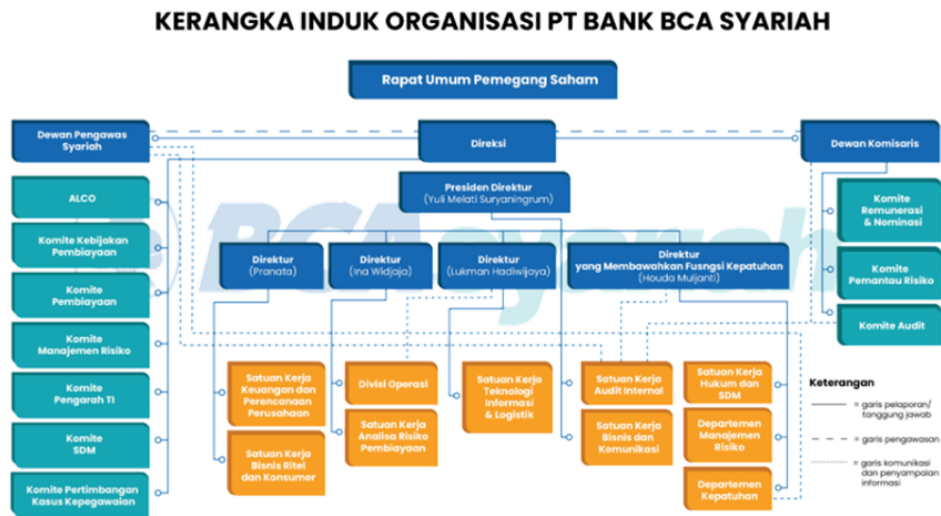 KERANGKA INDUK ORGANISASI PT BANK BCA SYARIAH
Rapat Umum Pemegang Saham
Dewan Pengawas
Syariah
Direksi
Dewan Komisaris
Presiden Direktur
(Yuli Melati Suryaningrum)
ALCO
Komite Kebijakan
Pembiayaan
Komite
Pembiayaan
Komite
Manajemen Risiko
Komite
Pengarah TI
Komite
SDM
Komite Pertimbangan
Kasus Kepegawaian
Direktur
(Pranata)
Direktur
(Ina Widjaja)
Direktur
(Lukman Hadiwijaya)
Direktur
yang Membawahkan Fusngsi Kepatuhan
(Houda Muljanti)
Komite
Remunerasi
& Nominasi
Komite
Pemantau Risiko
Komite Audit
Satuan Kerja
Keuangan dan
Perencanaan
Perusahaan
Satuan Kerja
Bisnis Ritel
dan Konsumer
Divisi Operasi
Satuan Kerja
Analisa Risiko
Pembiayaan
Satuan Kerja
Teknologi
Informasi
& Logistik
Satuan Kerja
Audit Internal
Satuan Kerja
Bisnis dan
Komunikasi
Satuan Kerja
Hukum dan
SDM
Departemen
Manajemen
Risiko
Departemen
Kepatuhan
Keterangan
= garis pelaporan/
tanggung jawab
= garis pengawasan
= garis komunikasi
dan penyampaian
informasi
BCA syariah